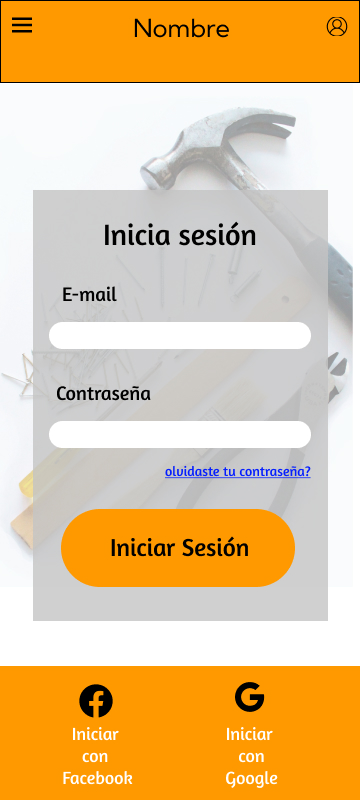 Nombre
Inicia sesión
E-mail
Contraseña
olvidaste tu contraseña?
Iniciar Sesión
Iniciar
con
Facebook
Iniciar
con
Google